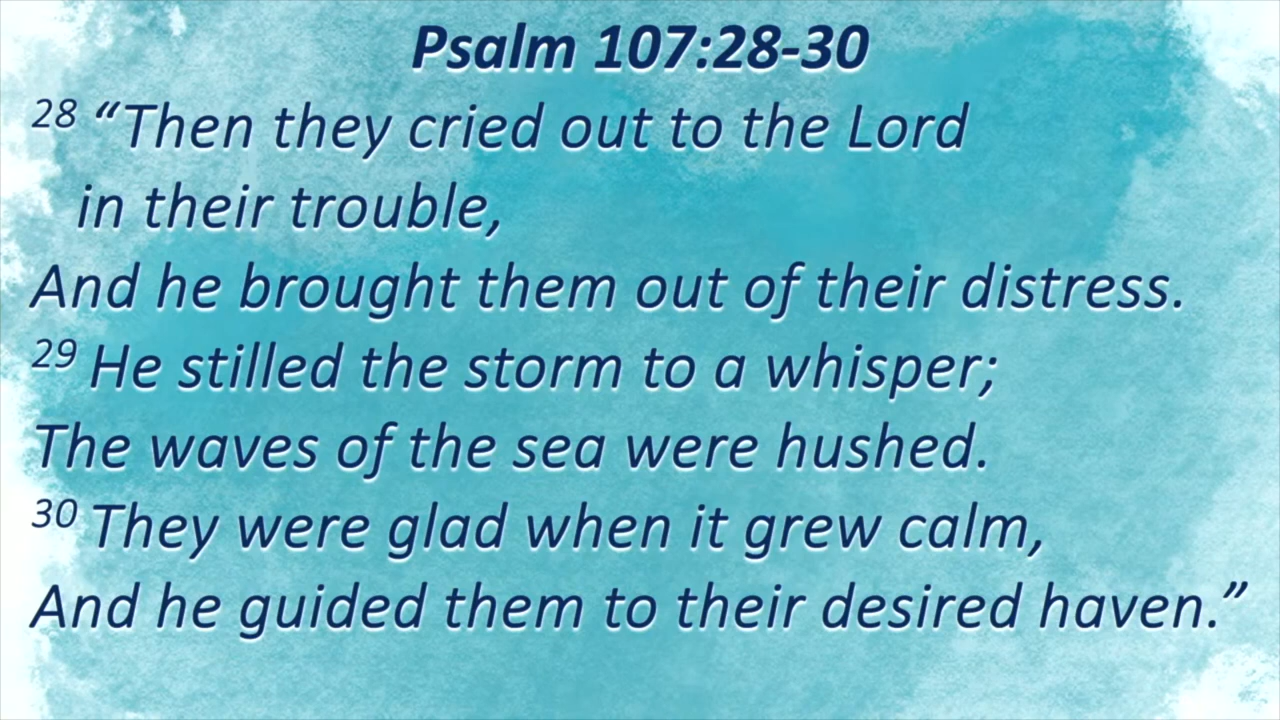 Psalm 107:28-30
28 “Then they cried out to the Lord
in their trouble,
And he brought them out of their distress.
29 He stilled the storm to a whisper;
The waves of the sea were hushed.
30 They were glad when it grew calm,
And he guided them to their desired haven.”